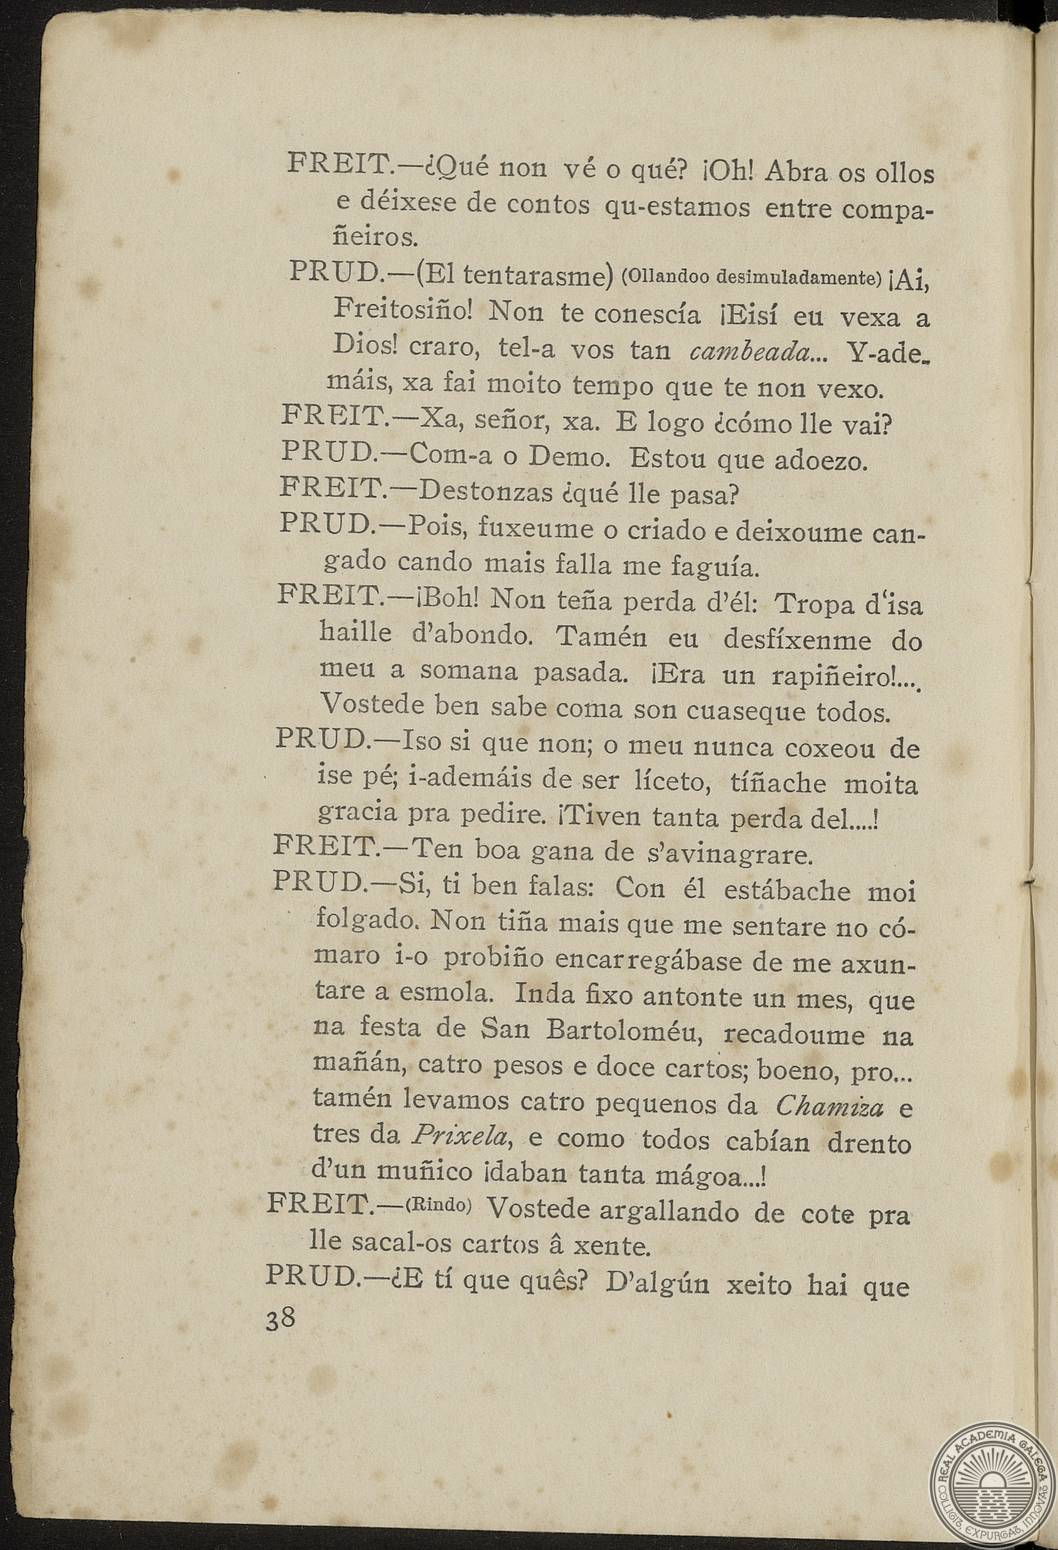 FREIT.—¿Qué non vé o qué? ¡Oh! Abra os ollos
e déixese de contos qu-estamos entre compa-
ñeiros.
PRUD.—(El tentarasme) (Ollandoo desimuladamente) ¡Ai,
Freitosiño! Non te conescía ¡Eisí eu vexa a
Dios! craro, tel-a vos tan cambeada... Y-ade-
máis, xa fai moito tempo que te non vexo.
FREIT.—Xa, señor, xa. E logo ¿cómo lle vai?
PRUD.—Com-a o Demo. Estou que adoezo.
FREIT.—Destonzas ¿qué lle pasa?
PRUD.—Pois, fuxeume o criado e deixoume can-
gado cando mais falla me faguía.
FREIT.—¡Boh! Non teña perda d'él: Tropa d‘isa
haille d'abondo. Tamén eu desfíxenme do
meu a somana pasada. ¡Era un rapiñeiro!....
Vostede ben sabe coma son cuaseque todos.
PRUD.—Iso si que non; o meu nunca coxeou de
ise pé; i-ademáis de ser líceto, tíñache moita
gracia pra pedire. ¡Tiven tanta perda del....!
FREIT.—Ten boa gana de s'avinagrare.
PRUD.—Si, ti ben falas: Con él estábache moi
folgado. Non tiña mais que me sentare no có-
maro i-o probiño encarregábase de me axun-
tare a esmola. Inda fixo antonte un mes, que
na festa de San Bartoloméu, recadoume na
mañán, catro pesos e doce cartos; boeno, pro...
tamén levamos catro pequenos da Chamiza e
tres da Prixela, e como todos cabían drento
d'un muñico ¡daban tanta mágoa...!
FREIT.—(Rindo) Vostede argallando de cote pra
lle sacal-os cartos â xente.
PRUD.—¿E tí que quês? D'algún xeito hai que
38
REAL ACADEMIA GALEGA
COLLIGIT, EXPURGAT, INNOVAT